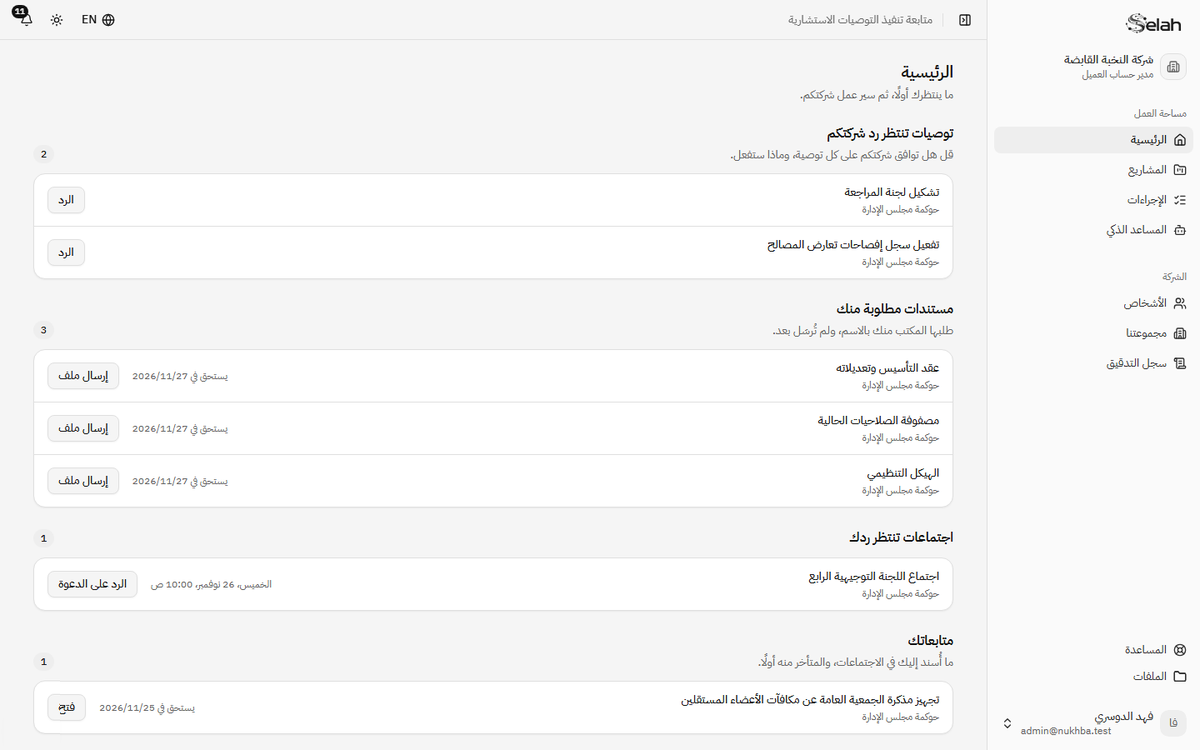 Selah
شركة النخبة القابضة
مدير حساب العميل
مساحة العمل
الرئيسية
المشاريع
الإجراءات
المساعد الذكي
الشركة
الأشخاص
مجموعتنا
سجل التدقيق
المساعدة
الملفات
فا
فهد الدوسري
admin@nukhba.test
متابعة تنفيذ التوصيات الاستشارية
EN
11
الرئيسية
ما ينتظرك أولًا، ثم سير عمل شركتكم.
توصيات تنتظر رد شركتكم
2
قل هل توافق شركتكم على كل توصية، وماذا ستفعل.
تشكيل لجنة المراجعة
حوكمة مجلس الإدارة
الرد
تفعيل سجل إفصاحات تعارض المصالح
حوكمة مجلس الإدارة
الرد
مستندات مطلوبة منك
3
طلبها المكتب منك بالاسم، ولم تُرسَل بعد.
عقد التأسيس وتعديلاته
حوكمة مجلس الإدارة
يستحق في 2026/11/27
إرسال ملف
مصفوفة الصلاحيات الحالية
حوكمة مجلس الإدارة
يستحق في 2026/11/27
إرسال ملف
الهيكل التنظيمي
حوكمة مجلس الإدارة
يستحق في 2026/11/27
إرسال ملف
اجتماعات تنتظر ردك
1
اجتماع اللجنة التوجيهية الرابع
حوكمة مجلس الإدارة
الخميس، 26 نوفمبر، 10:00 ص
الرد على الدعوة
متابعاتك
1
ما أُسند إليك في الاجتماعات، والمتأخر منه أولًا.
تجهيز مذكرة الجمعية العامة عن مكافآت الأعضاء المستقلين
حوكمة مجلس الإدارة
يستحق في 2026/11/25
فتح